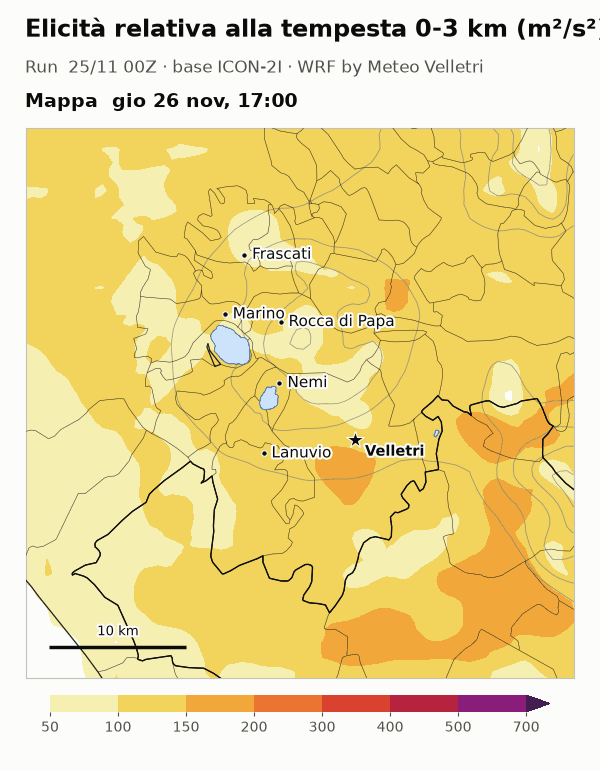 Elicità relativa alla tempesta 0-3 km (m²/s²)
Run  25/11 00Z · base ICON-2I · WRF by Meteo Velletri
Mappa  gio 26 nov, 17:00
Frascati
Marino
Rocca di Papa
Nemi
Velletri
Lanuvio
10 km
50 100 150 200 300 400 500 700